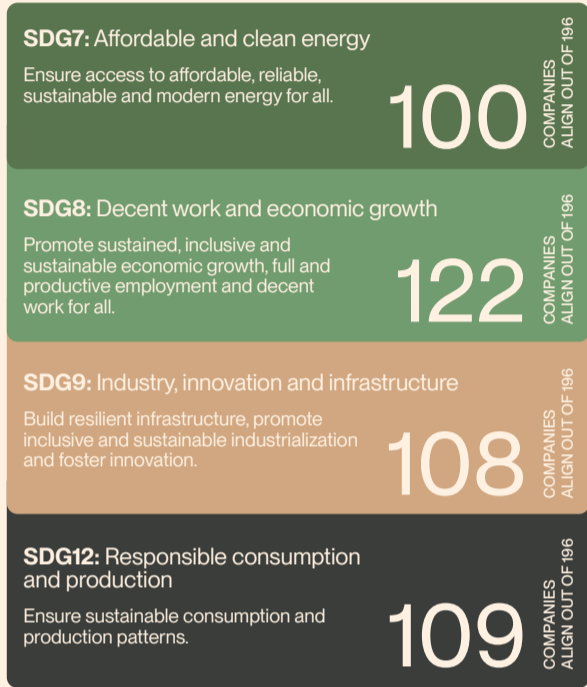 SDG7: Affordable and clean energy
Ensure access to affordable, reliable,
sustainable and modern energy for all.
100
COMPANIES
ALIGN OUT OF 196
SDG8: Decent work and economic growth
Promote sustained, inclusive and
sustainable economic growth, full and
productive employment and decent
work for all.
122
COMPANIES
ALIGN OUT OF 196
SDG9: Industry, innovation and infrastructure
Build resilient infrastructure, promote
inclusive and sustainable industrialization
and foster innovation.
108
COMPANIES
ALIGN OUT OF 196
SDG12: Responsible consumption
and production
Ensure sustainable consumption and
production patterns.
109
COMPANIES
ALIGN OUT OF 196